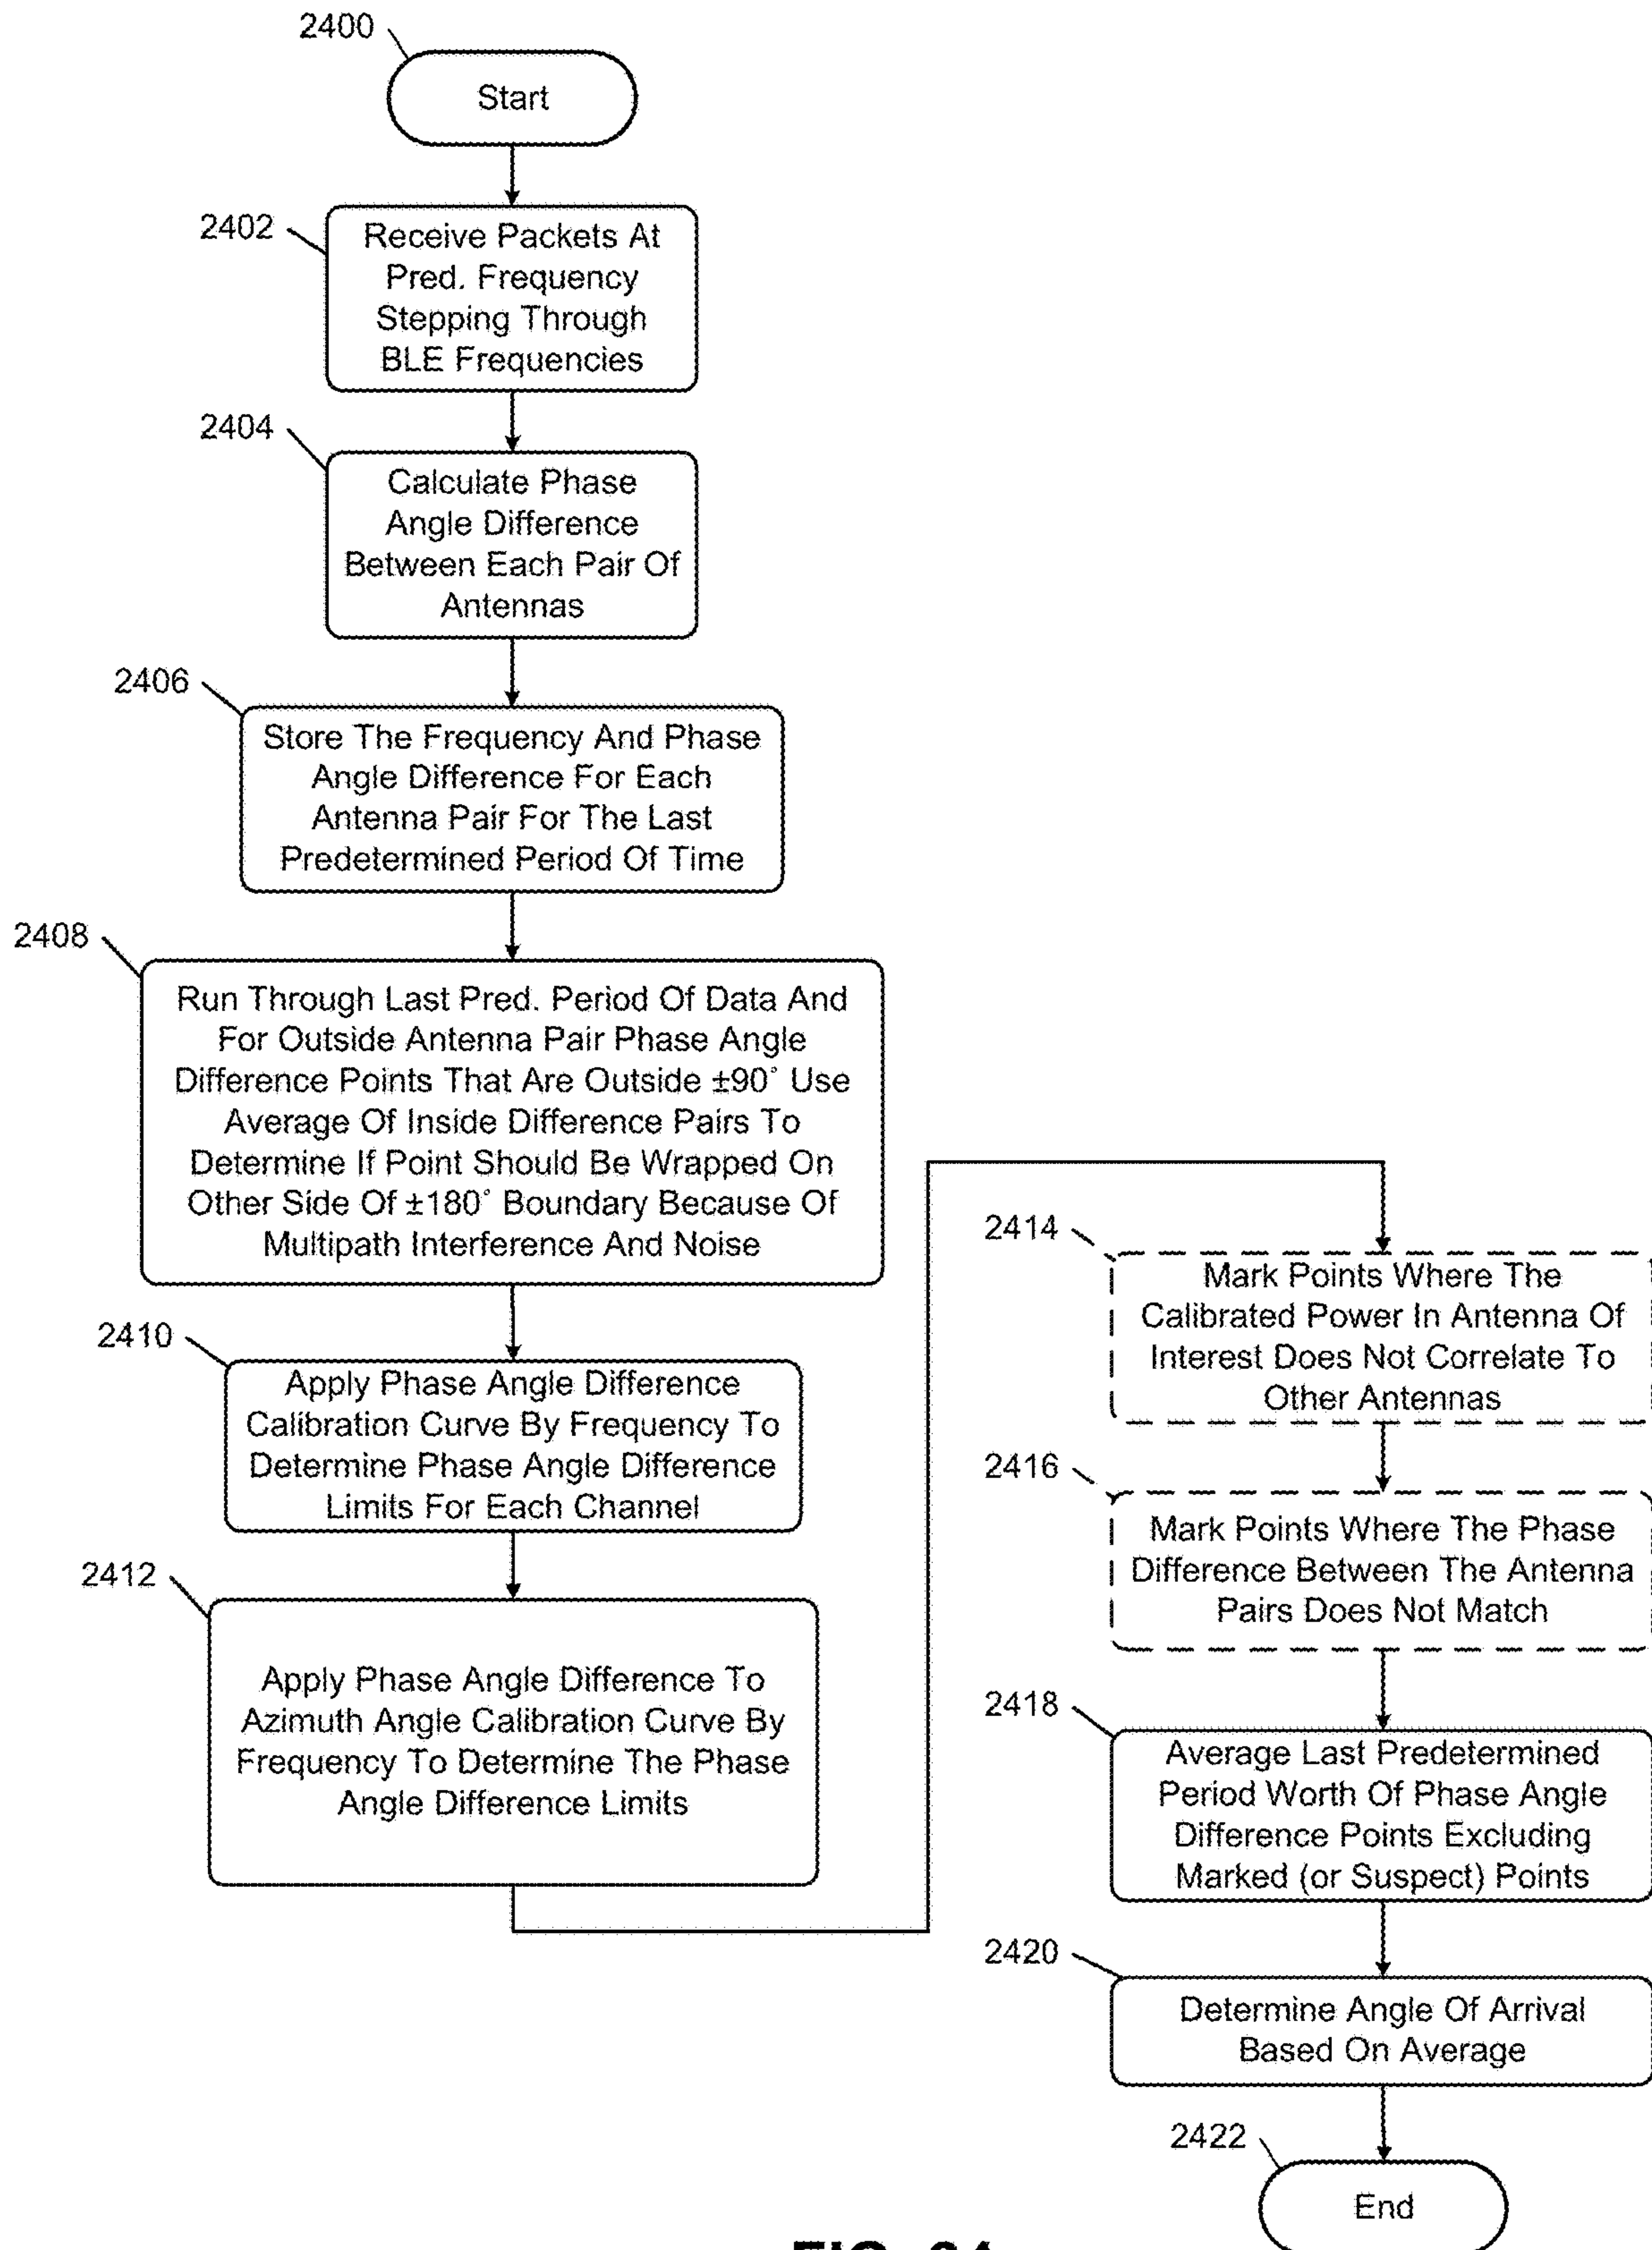 2400
Start
2402
Receive Packets At
Pred. Frequency
Stepping Through
BLE Frequencies
2404
Calculate Phase
Angle Difference
Between Each Pair Of
Antennas
2406
Store The Frequency And Phase
Angle Difference For Each
Antenna Pair For The Last
Predetermined Period Of Time
2408
Run Through Last Pred. Period Of Data And
For Outside Antenna Pair Phase Angle
Difference Points That Are Outside ±90˚ Use
Average Of Inside Difference Pairs To
Determine If Point Should Be Wrapped On
Other Side Of ±180˚ Boundary Because Of
Multipath Interference And Noise
2410
Apply Phase Angle Difference
Calibration Curve By Frequency To
Determine Phase Angle Difference
Limits For Each Channel
2412
Apply Phase Angle Difference To
Azimuth Angle Calibration Curve By
Frequency To Determine The Phase
Angle Difference Limits
2414
Mark Points Where The
Calibrated Power In Antenna Of
Interest Does Not Correlate To
Other Antennas
2416
Mark Points Where The Phase
Difference Between The Antenna
Pairs Does Not Match
2418
Average Last Predetermined
Period Worth Of Phase Angle
Difference Points Excluding
Marked (or Suspect) Points
2420
Determine Angle Of Arrival
Based On Average
2422
End